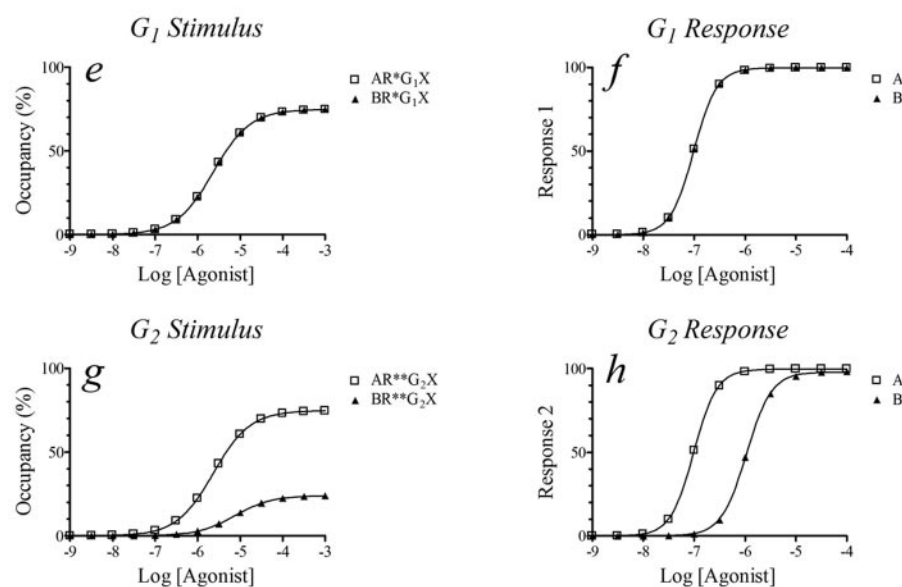 G1 Stimulus
e
AR*G1X
BR*G1X
Occupancy (%)
100
50
0
-9 -8 -7 -6 -5 -4 -3
Log [Agonist]
G1 Response
f
A
B
Response 1
100
50
0
-9 -8 -7 -6 -5 -4
Log [Agonist]
G2 Stimulus
g
AR**G2X
BR**G2X
Occupancy (%)
100
50
0
-9 -8 -7 -6 -5 -4 -3
Log [Agonist]
G2 Response
h
A
B
Response 2
100
50
0
-9 -8 -7 -6 -5 -4
Log [Agonist]